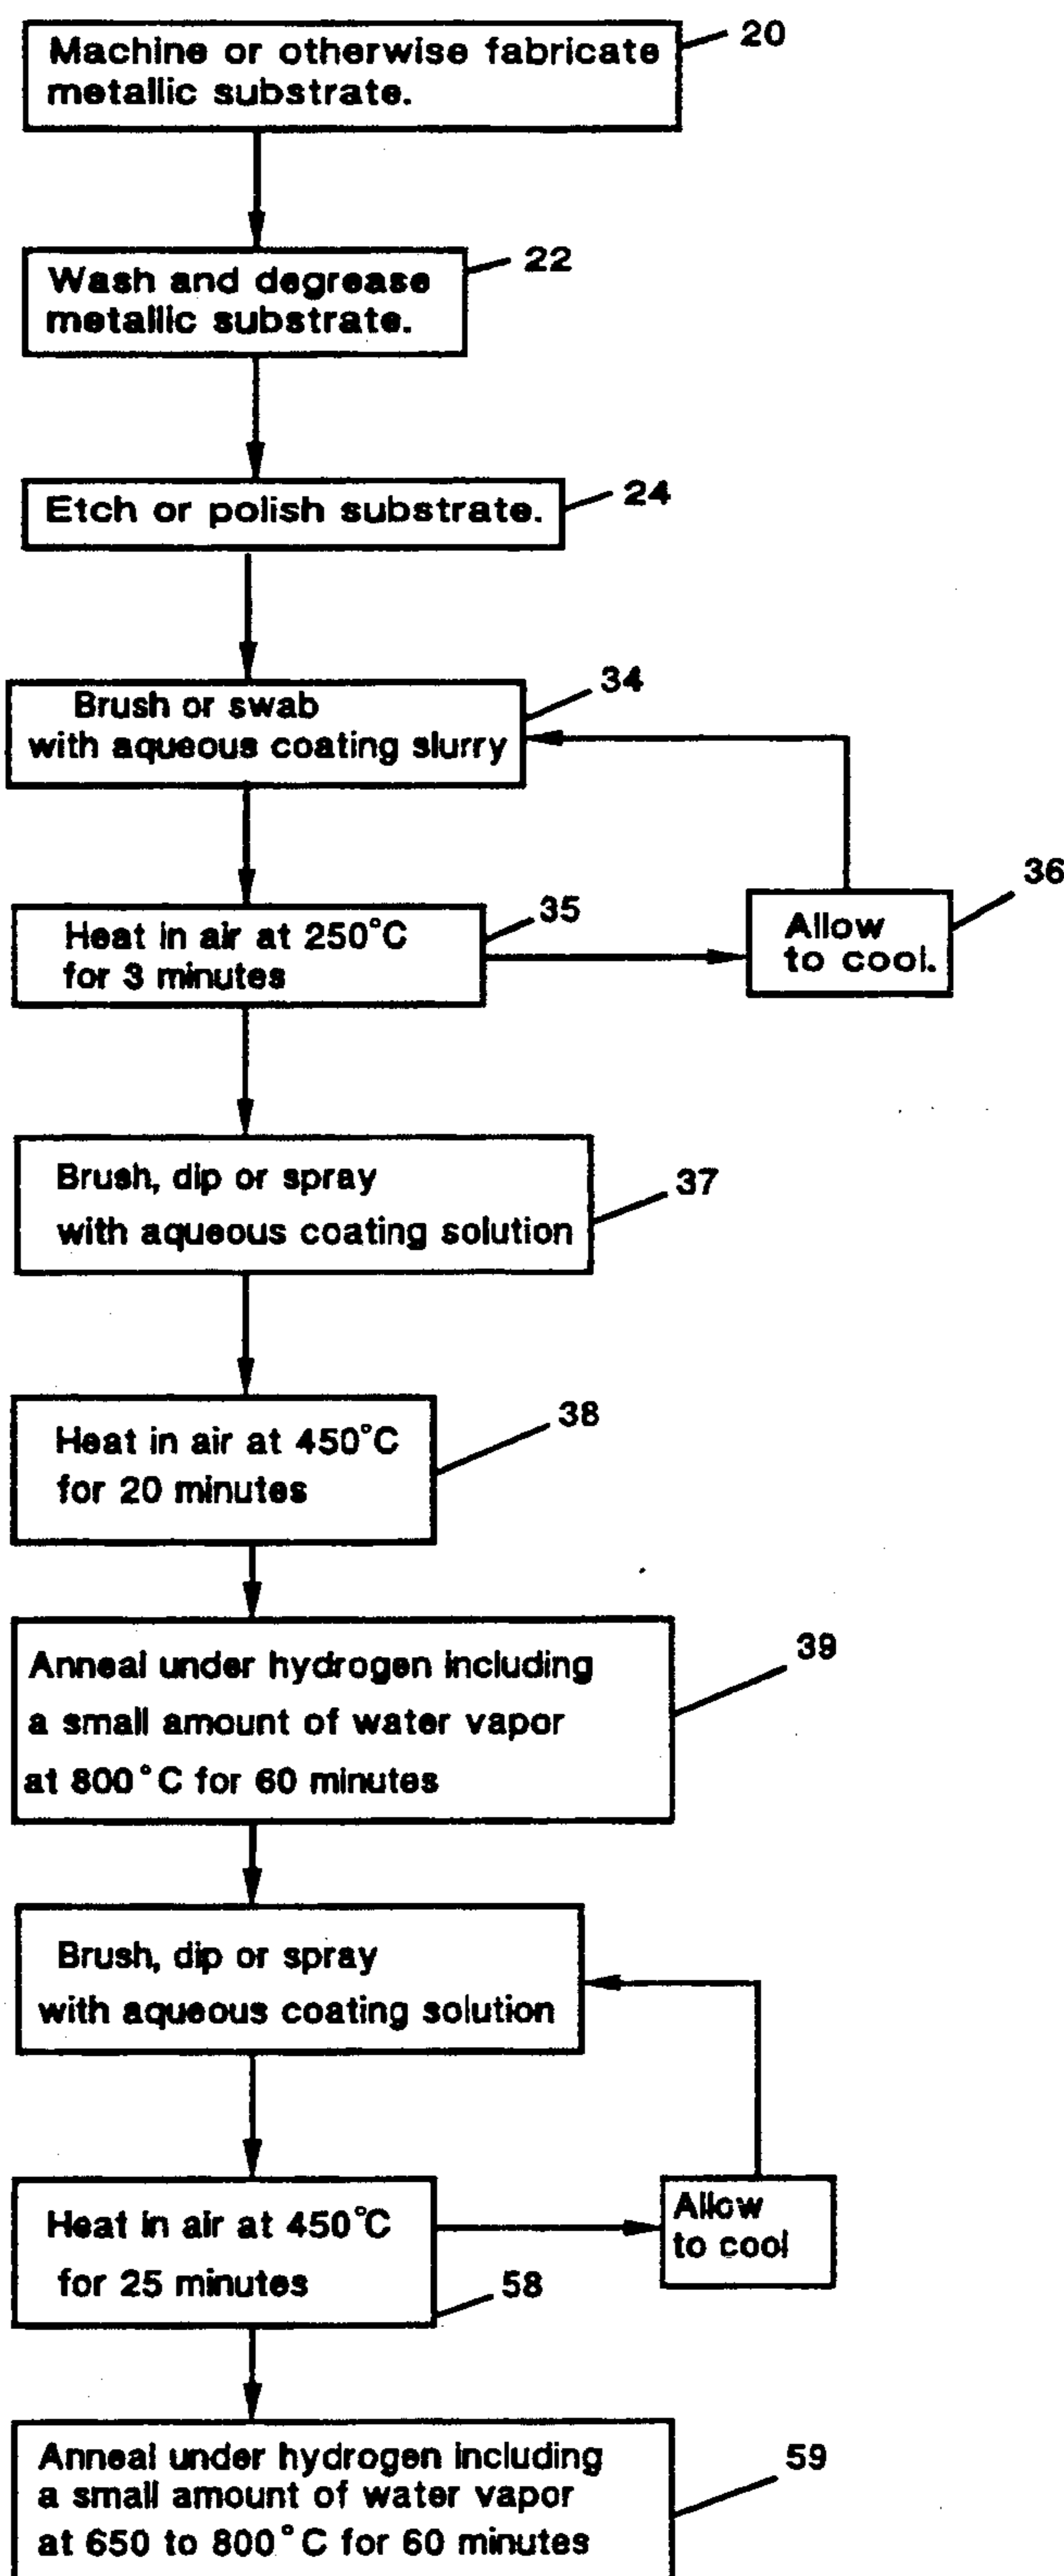 Machine or otherwise fabricate
metallic substrate.
20
Wash and degrease
metallic substrate.
22
Etch or polish substrate.
24
Brush or swab
with aqueous coating slurry
34
Heat in air at 250°C
for 3 minutes
35
Allow
to cool.
36
Brush, dip or spray
with aqueous coating solution
37
Heat in air at 450°C
for 20 minutes
38
Anneal under hydrogen including
a small amount of water vapor
at 800°C for 60 minutes
39
Brush, dip or spray
with aqueous coating solution
Heat in air at 450°C
for 25 minutes
58
Allow
to cool
Anneal under hydrogen including
a small amount of water vapor
at 650 to 800°C for 60 minutes
59